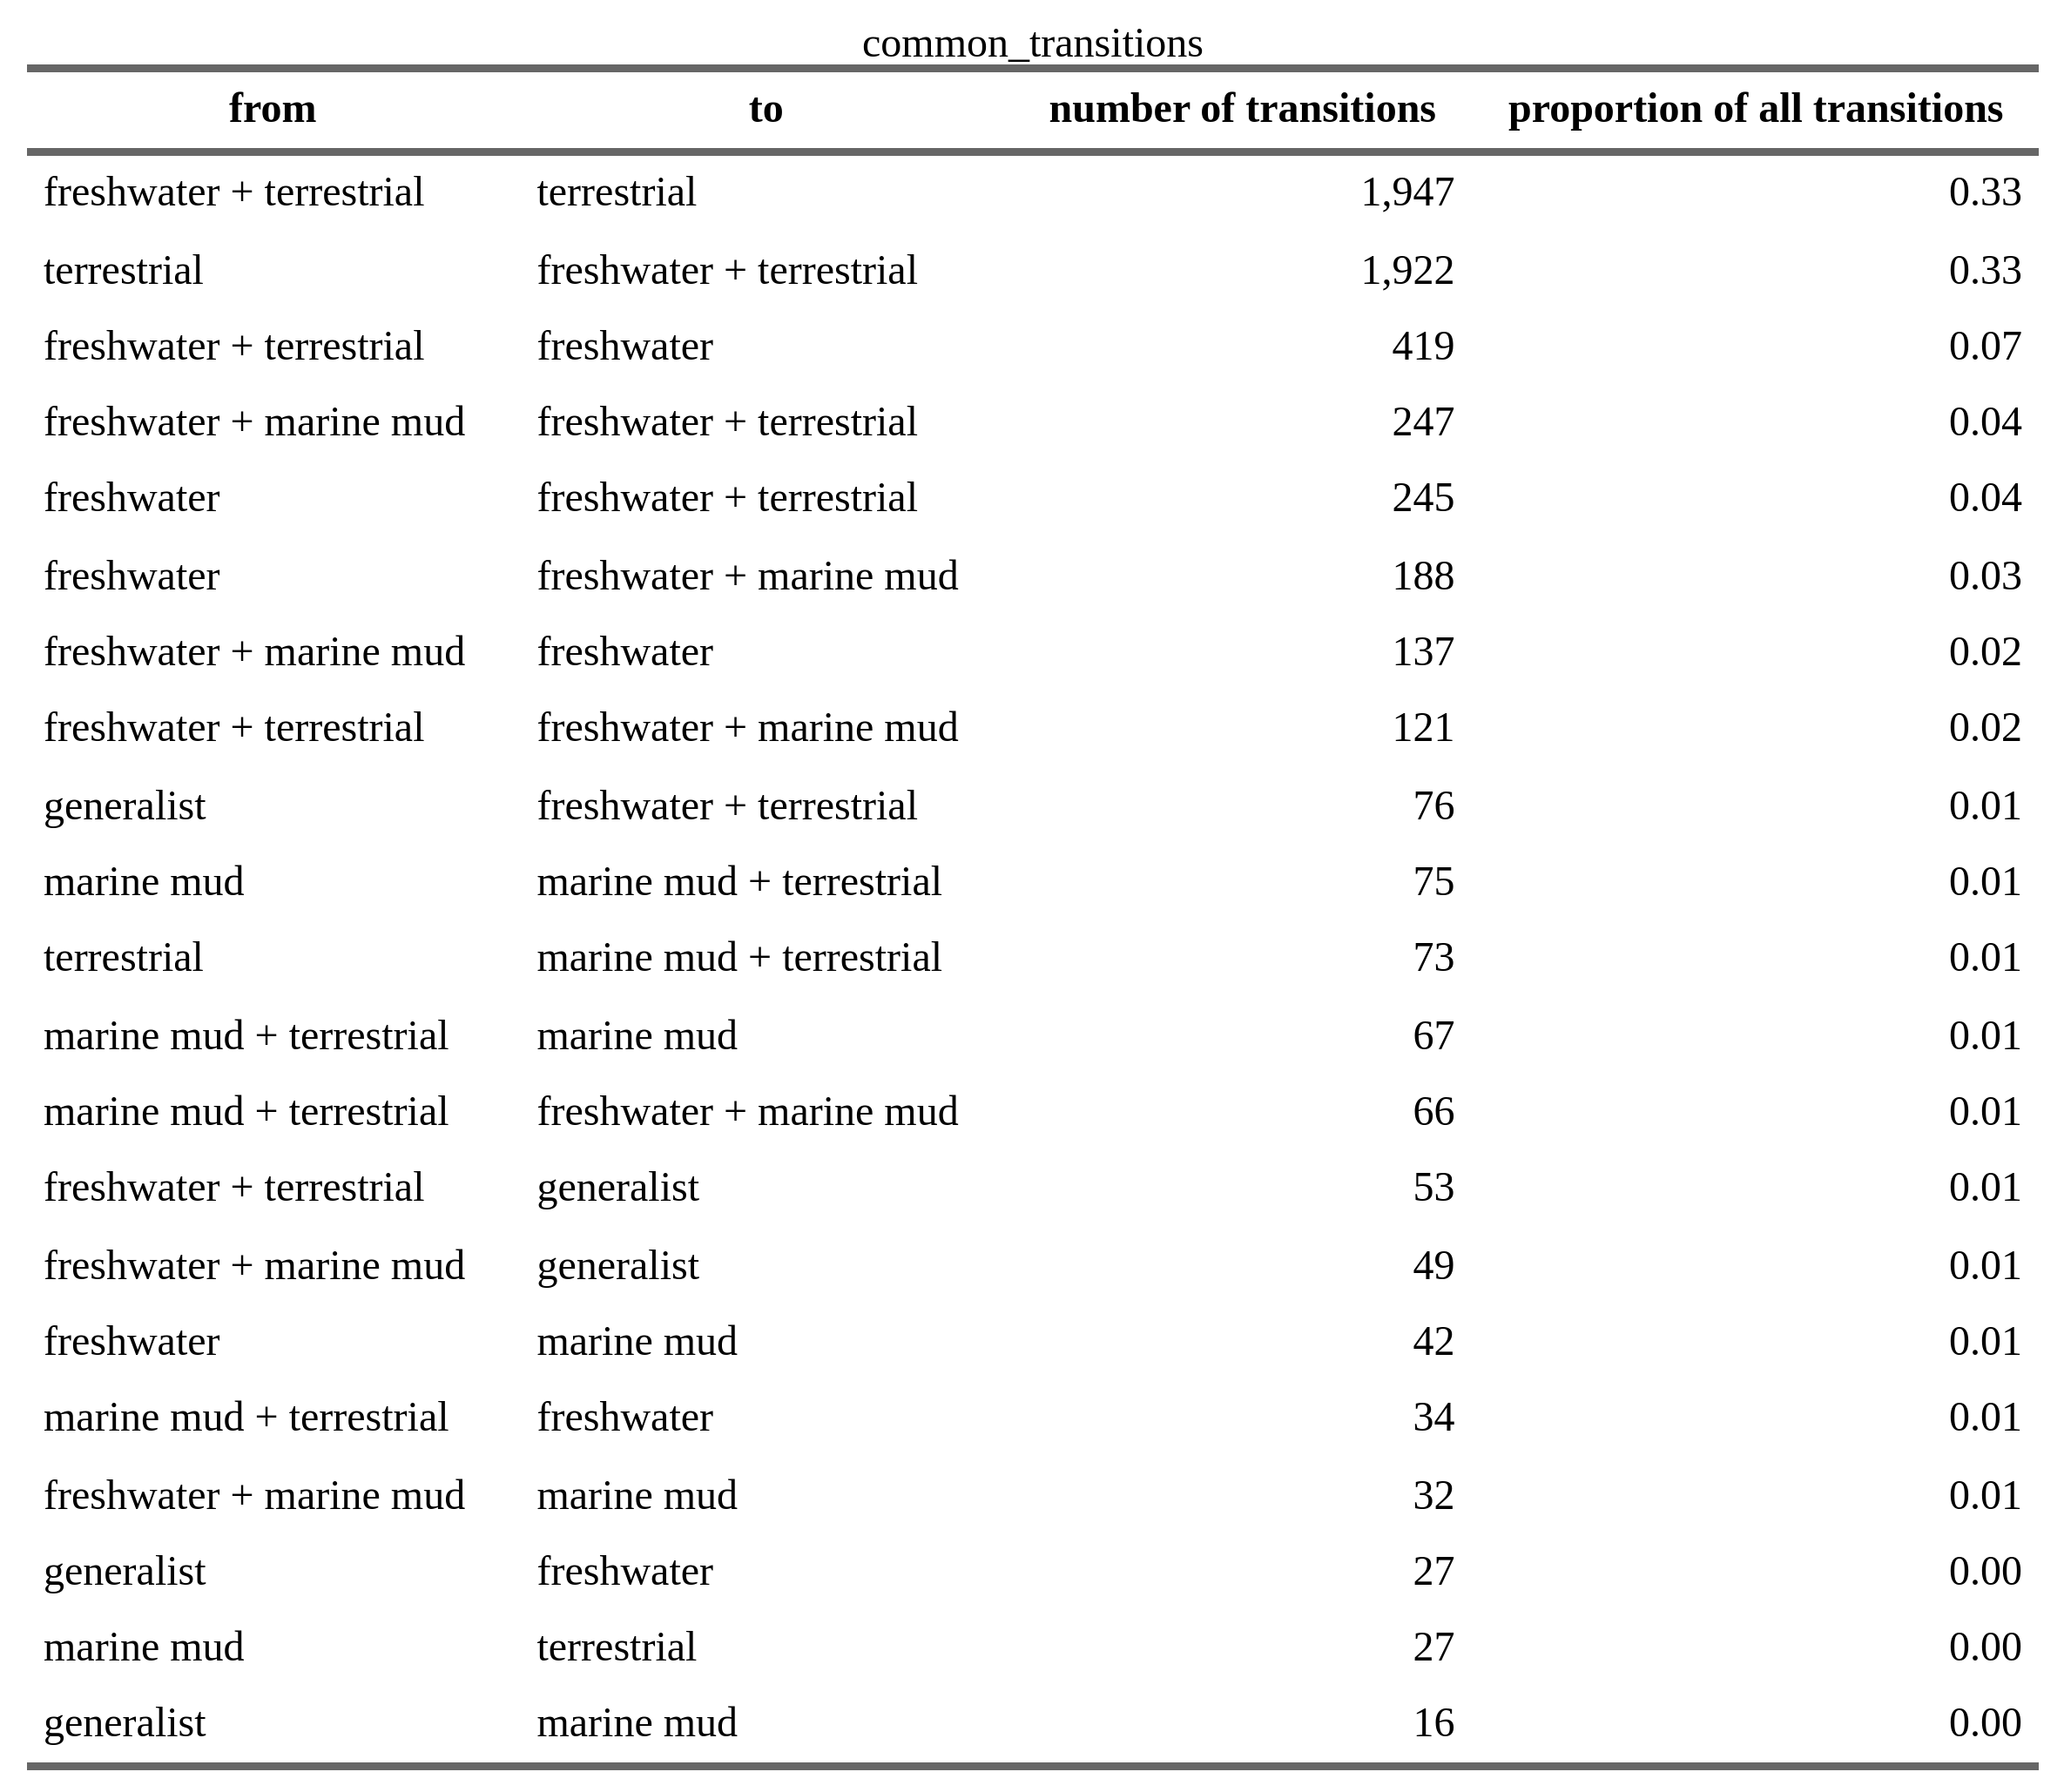 common_transitions
from to number of transitions proportion of all transitions
freshwater + terrestrial terrestrial 1,947 0.33
terrestrial freshwater + terrestrial 1,922 0.33
freshwater + terrestrial freshwater 419 0.07
freshwater + marine mud freshwater + terrestrial 247 0.04
freshwater freshwater + terrestrial 245 0.04
freshwater freshwater + marine mud 188 0.03
freshwater + marine mud freshwater 137 0.02
freshwater + terrestrial freshwater + marine mud 121 0.02
generalist freshwater + terrestrial 76 0.01
marine mud marine mud + terrestrial 75 0.01
terrestrial marine mud + terrestrial 73 0.01
marine mud + terrestrial marine mud 67 0.01
marine mud + terrestrial freshwater + marine mud 66 0.01
freshwater + terrestrial generalist 53 0.01
freshwater + marine mud generalist 49 0.01
freshwater marine mud 42 0.01
marine mud + terrestrial freshwater 34 0.01
freshwater + marine mud marine mud 32 0.01
generalist freshwater 27 0.00
marine mud terrestrial 27 0.00
generalist marine mud 16 0.00